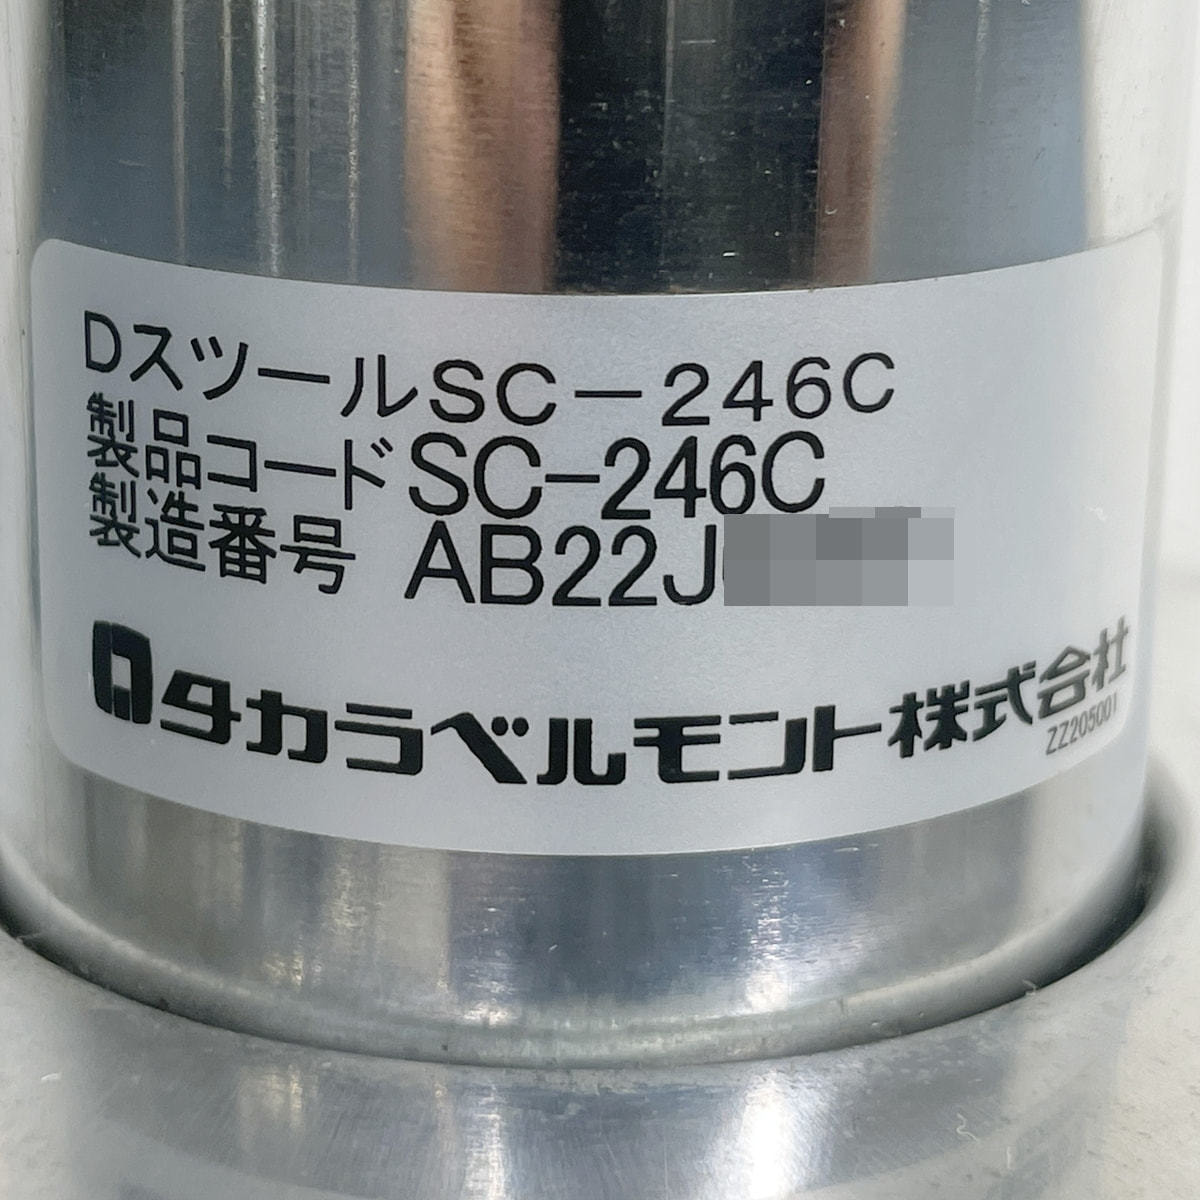 DスツールSC－246C
製品コードSC-246C
製造番号 AB22J
タカラベルモント株式会社
ZZ205001